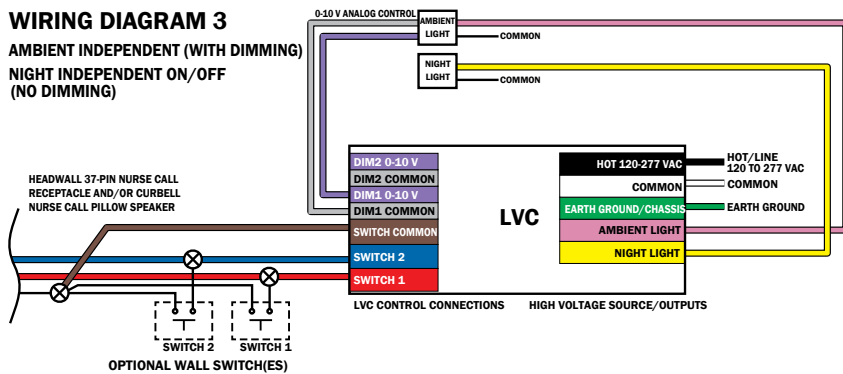 WIRING DIAGRAM 3
AMBIENT INDEPENDENT (WITH DIMMING)
NIGHT INDEPENDENT ON/OFF
(NO DIMMING)
0-10 V ANALOG CONTROL
AMBIENT
LIGHT
COMMON
NIGHT
LIGHT
COMMON
HEADWALL 37-PIN NURSE CALL
RECEPTACLE AND/OR CURBELL
NURSE CALL PILLOW SPEAKER
DIM2 0-10 V
DIM2 COMMON
DIM1 0-10 V
DIM1 COMMON
SWITCH COMMON
SWITCH 2
SWITCH 1
LVC
HOT 120-277 VAC
COMMON
EARTH GROUND/CHASSIS
AMBIENT LIGHT
NIGHT LIGHT
HOT/LINE
120 TO 277 VAC
COMMON
EARTH GROUND
LVC CONTROL CONNECTIONS
HIGH VOLTAGE SOURCE/OUTPUTS
SWITCH 2
SWITCH 1
OPTIONAL WALL SWITCH(ES)